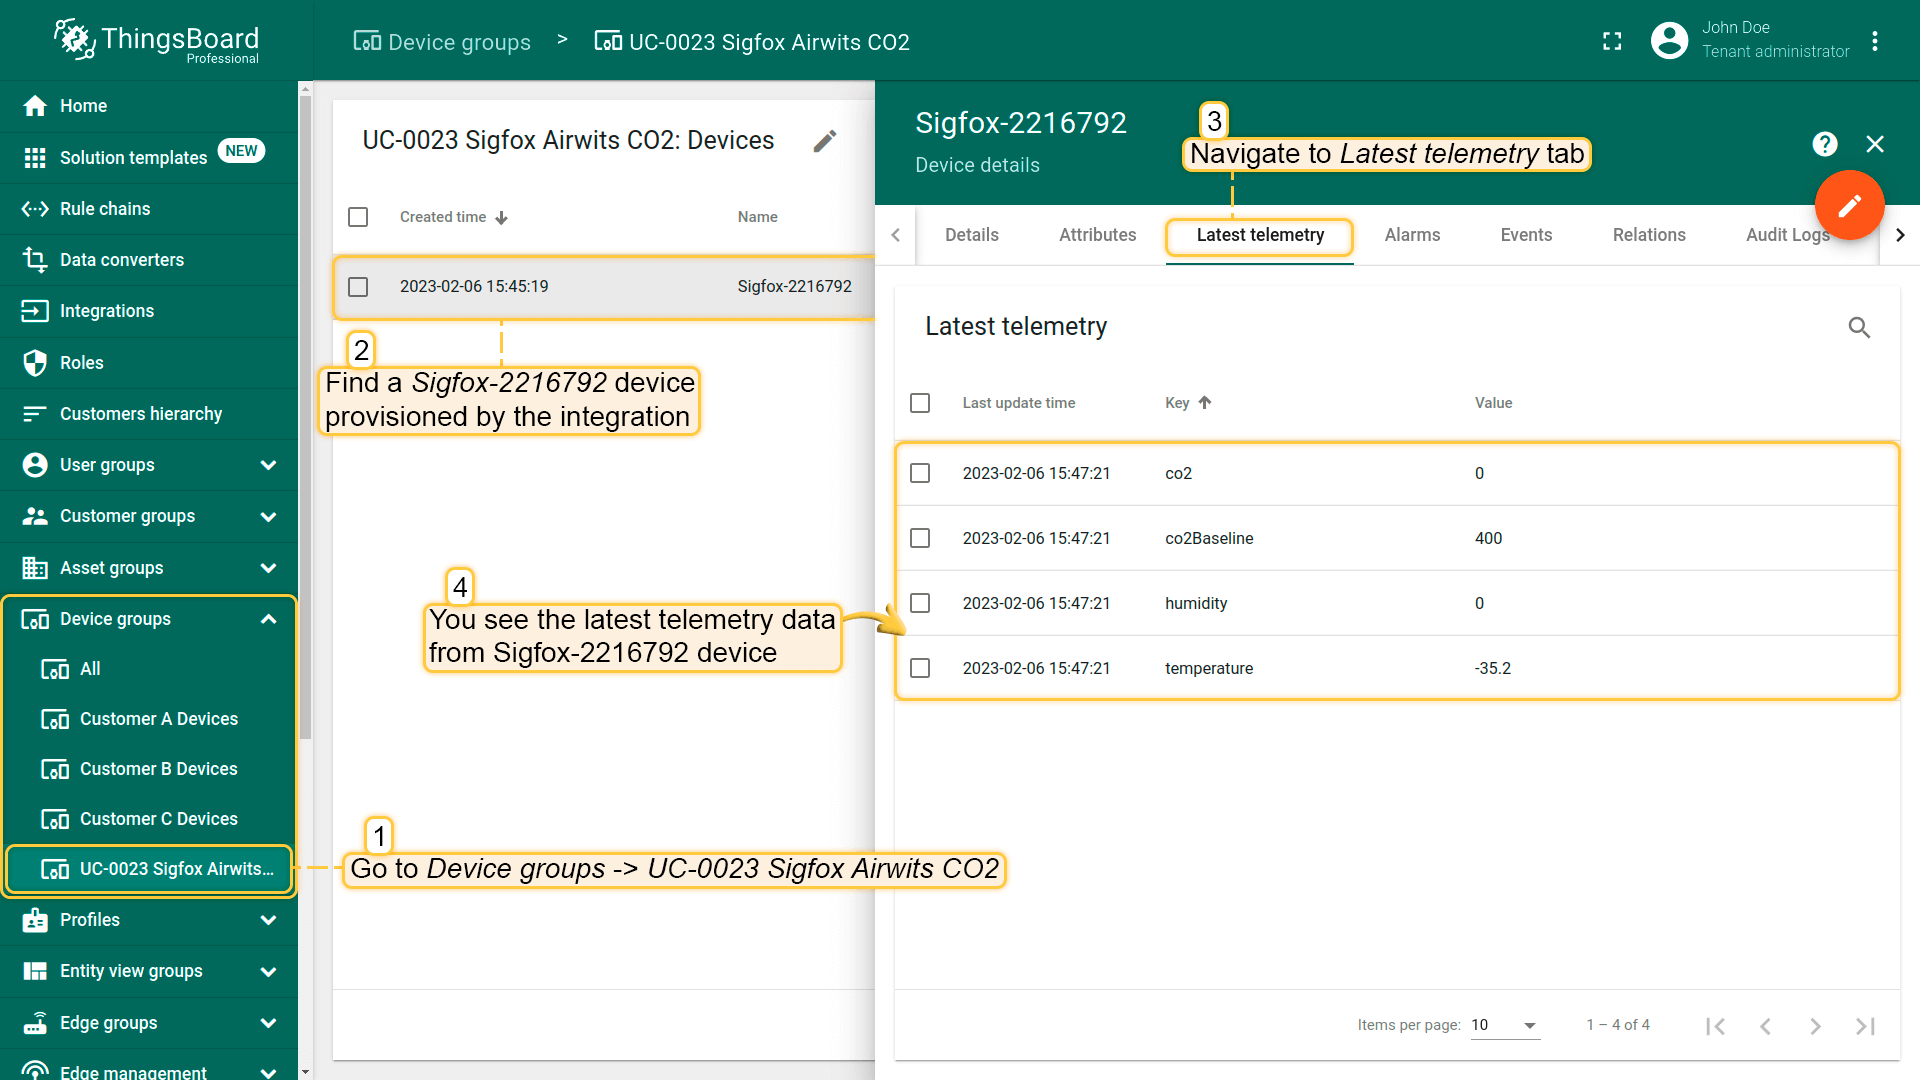 ThingsBoard
Professional
Device groups > UC-0023 Sigfox Airwits CO2
John Doe
Tenant administrator
Home
Solution templates NEW
Rule chains
Data converters
Integrations
Roles
Customers hierarchy
User groups
Customer groups
Asset groups
Device groups
All
Customer A Devices
Customer B Devices
Customer C Devices
UC-0023 Sigfox Airwits...
Profiles
Entity view groups
Edge groups
Edge management
UC-0023 Sigfox Airwits CO2: Devices
Created time Name
2023-02-06 15:45:19 Sigfox-2216792
2
Find a Sigfox-2216792 device
provisioned by the integration
4
You see the latest telemetry data
from Sigfox-2216792 device
1
Go to Device groups -> UC-0023 Sigfox Airwits CO2
Sigfox-2216792
Device details
3
Navigate to Latest telemetry tab
Details Attributes Latest telemetry Alarms Events Relations Audit Logs
Latest telemetry
Last update time Key Value
2023-02-06 15:47:21 co2 0
2023-02-06 15:47:21 co2Baseline 400
2023-02-06 15:47:21 humidity 0
2023-02-06 15:47:21 temperature -35.2
Items per page: 10 1 – 4 of 4